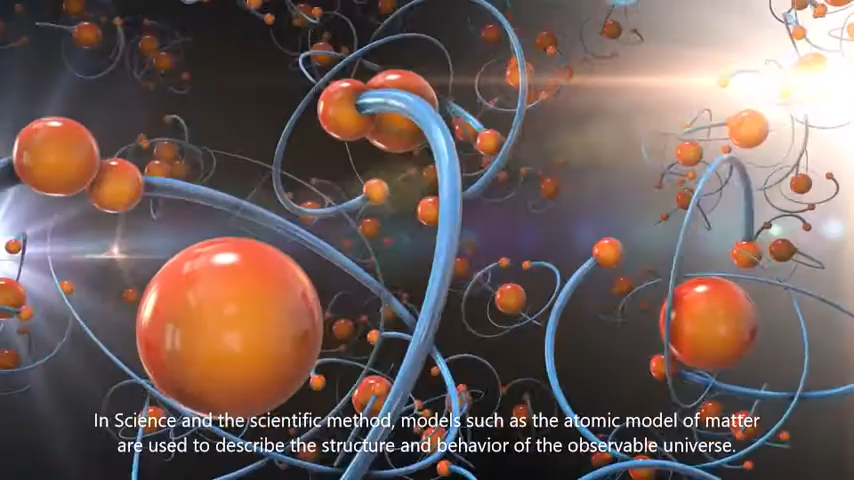 In Science and the scientific method, models such as the atomic model of matter
are used to describe the structure and behavior of the observable universe.